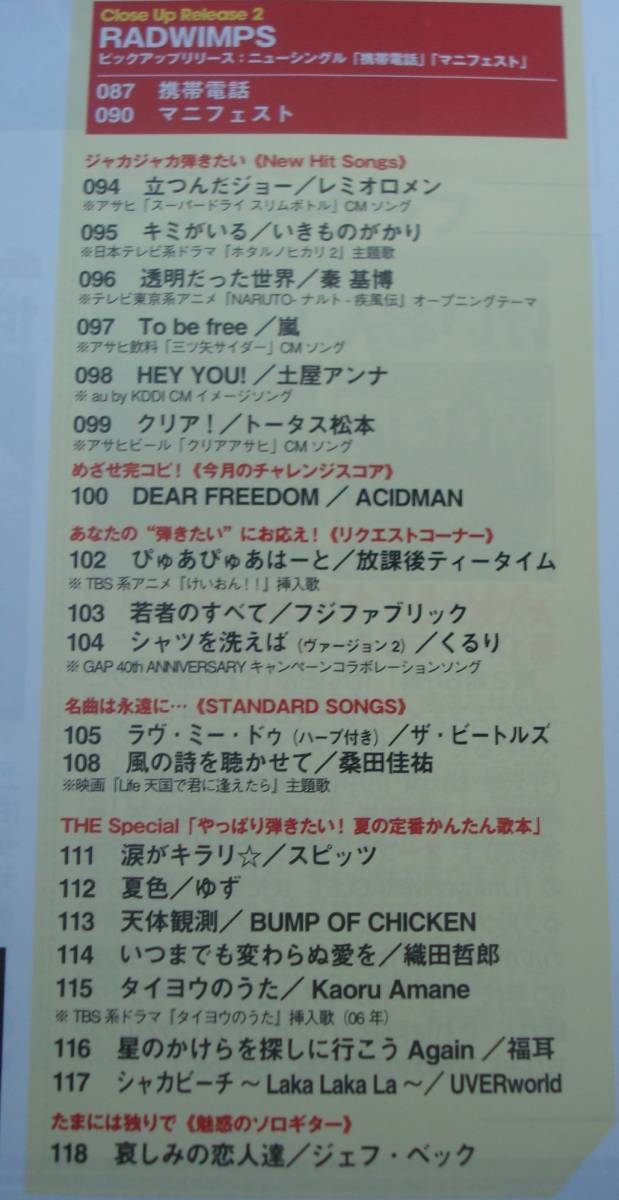 Close Up Release 2
RADWIMPS
ピックアップリリース：ニューシングル「携帯電話」「マニフェスト」
087 携帯電話
090 マニフェスト
ジャカジャカ弾きたい《New Hit Songs》
094 立つんだジョー／レミオロメン
※アサヒ「スーパードライ スリムボトル」CMソング
095 キミがいる／いきものがかり
※日本テレビ系ドラマ『ホタルノヒカリ2』主題歌
096 透明だった世界／秦 基博
※テレビ東京系アニメ『NARUTO-ナルト-疾風伝』オープニングテーマ
097 To be free ／嵐
※アサヒ飲料「三ツ矢サイダー」CMソング
098 HEY YOU! ／土屋アンナ
※ au by KDDI CM イメージソング
099 クリア！／トータス松本
※アサヒビール「クリアアサヒ」CMソング
めざせ完コピ！《今月のチャレンジスコア》
100 DEAR FREEDOM ／ ACIDMAN
あなたの“弾きたい”にお応え！《リクエストコーナー》
102 ぴゅあぴゅあはーと／放課後ティータイム
※ TBS系アニメ『けいおん！！』挿入歌
103 若者のすべて／フジファブリック
104 シャツを洗えば（ヴァージョン2）／くるり
※ GAP 40th ANNIVERSARY キャンペーンコラボレーションソング
名曲は永遠に…《STANDARD SONGS》
105 ラヴ・ミー・ドゥ（ハープ付き）／ザ・ビートルズ
108 風の詩を聴かせて／桑田佳祐
※映画『Life 天国で君に逢えたら』主題歌
THE Special「やっぱり弾きたい！ 夏の定番かんたん歌本」
111 涙がキラリ☆／スピッツ
112 夏色／ゆず
113 天体観測／ BUMP OF CHICKEN
114 いつまでも変わらぬ愛を／織田哲郎
115 タイヨウのうた／ Kaoru Amane
※ TBS系ドラマ『タイヨウのうた』挿入歌（06年）
116 星のかけらを探しに行こう Again ／福耳
117 シャカビーチ ～ Laka Laka La ～／ UVERworld
たまには独りで《魅惑のソロギター》
118 哀しみの恋人達／ジェフ・ベック